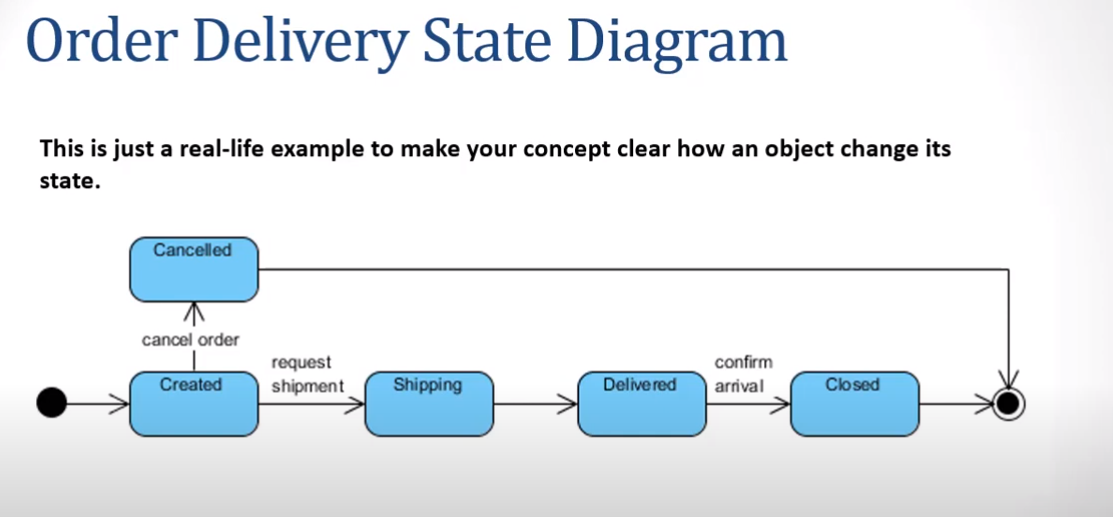 Order Delivery State Diagram
This is just a real-life example to make your concept clear how an object change its
state.
Cancelled
cancel order
request
shipment
confirm
arrival
Created
Shipping
Delivered
Closed